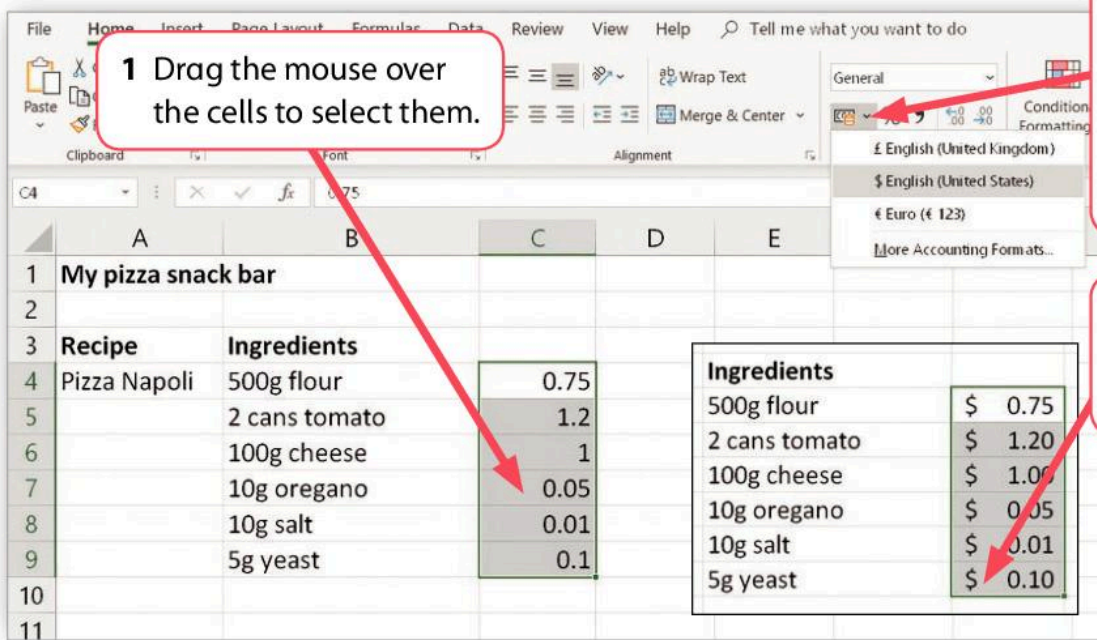 File Home Insert Page Layout Formulas Data Review View Help Tell me what you want to do
1 Drag the mouse over
the cells to select them.
Paste
Wrap Text
General
Merge & Center
Clipboard
Font
Alignment
£ English (United Kingdom)
$ English (United States)
€ Euro (€ 123)
More Accounting Formats...
C4 fx 0.75
A B C D E
1 My pizza snack bar
2
3 Recipe Ingredients
4 Pizza Napoli 500g flour 0.75
5 2 cans tomato 1.2
6 100g cheese 1
7 10g oregano 0.05
8 10g salt 0.01
9 5g yeast 0.1
10
11
Ingredients
500g flour $ 0.75
2 cans tomato $ 1.20
100g cheese $ 1.00
10g oregano $ 0.05
10g salt $ 0.01
5g yeast $ 0.10